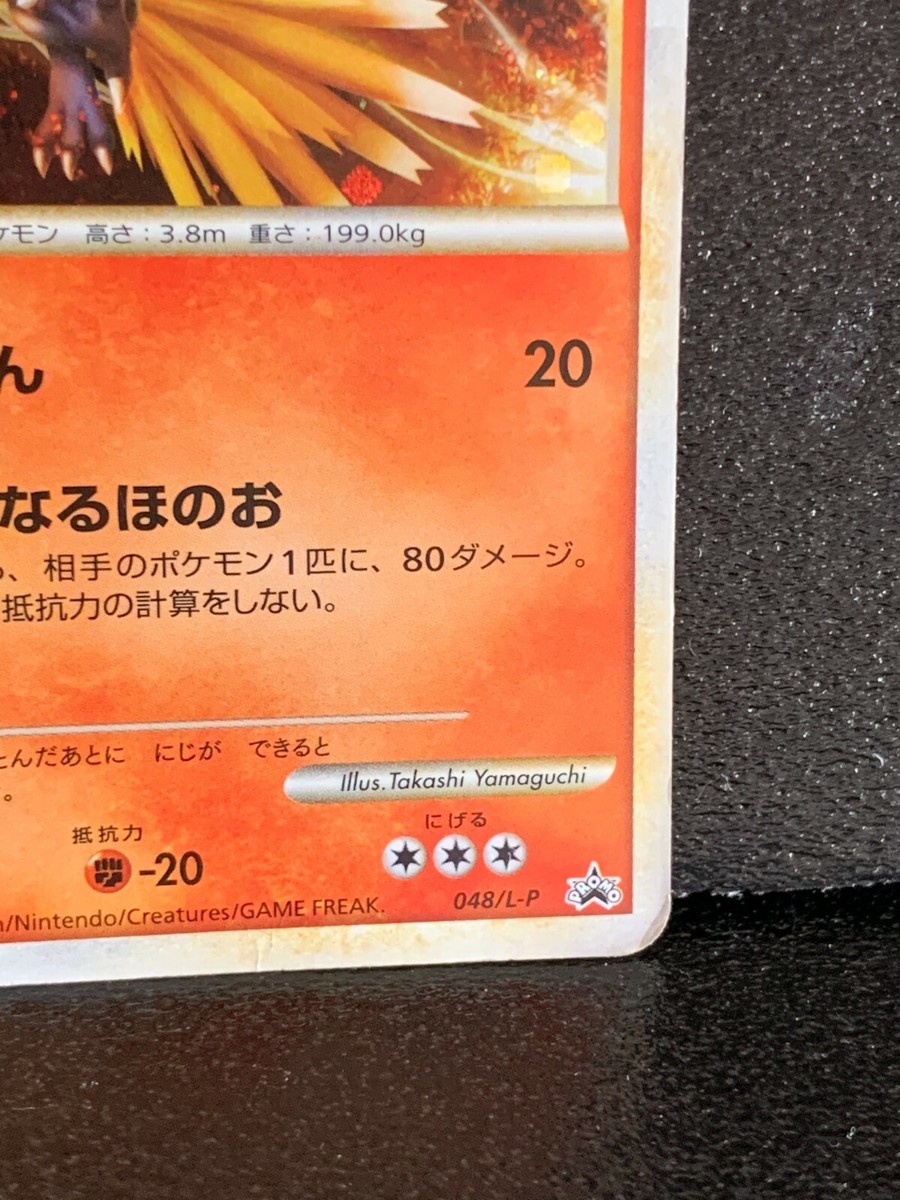 ケモン 高さ：3.8m 重さ：199.0kg
ん 20
なるほのお
、相手のポケモン1匹に、80ダメージ。
抵抗力の計算をしない。
とんだあとに にじが できると
。
Illus.Takashi Yamaguchi
抵抗力 にげる
-20
048/L-P PROMO
/Nintendo/Creatures/GAME FREAK.